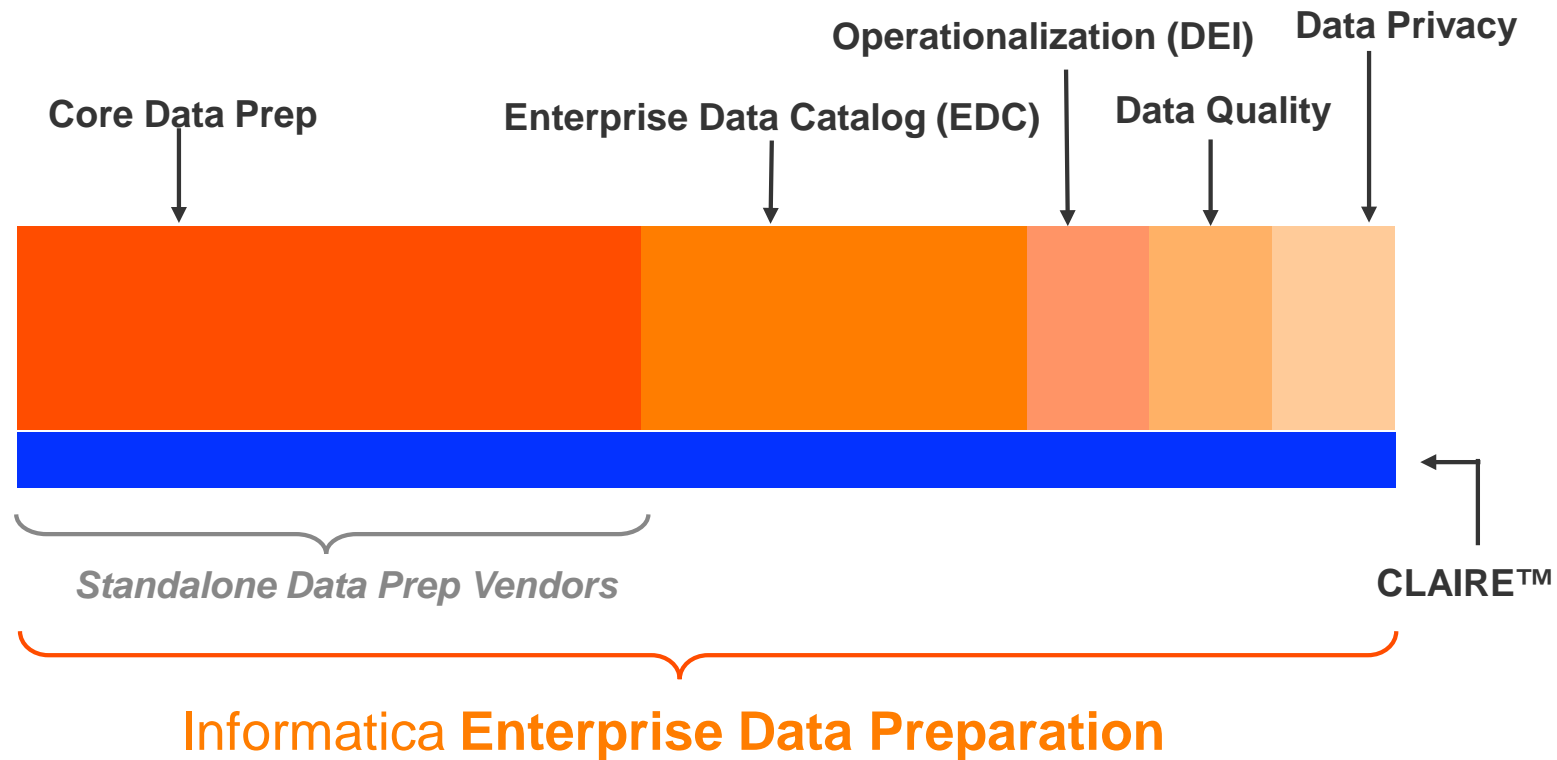 Data Privacy
Operationalization (DEI)
Core Data Prep
Enterprise Data Catalog (EDC)
Data Quality
Standalone Data Prep Vendors
CLAIRE™
Informatica Enterprise Data Preparation